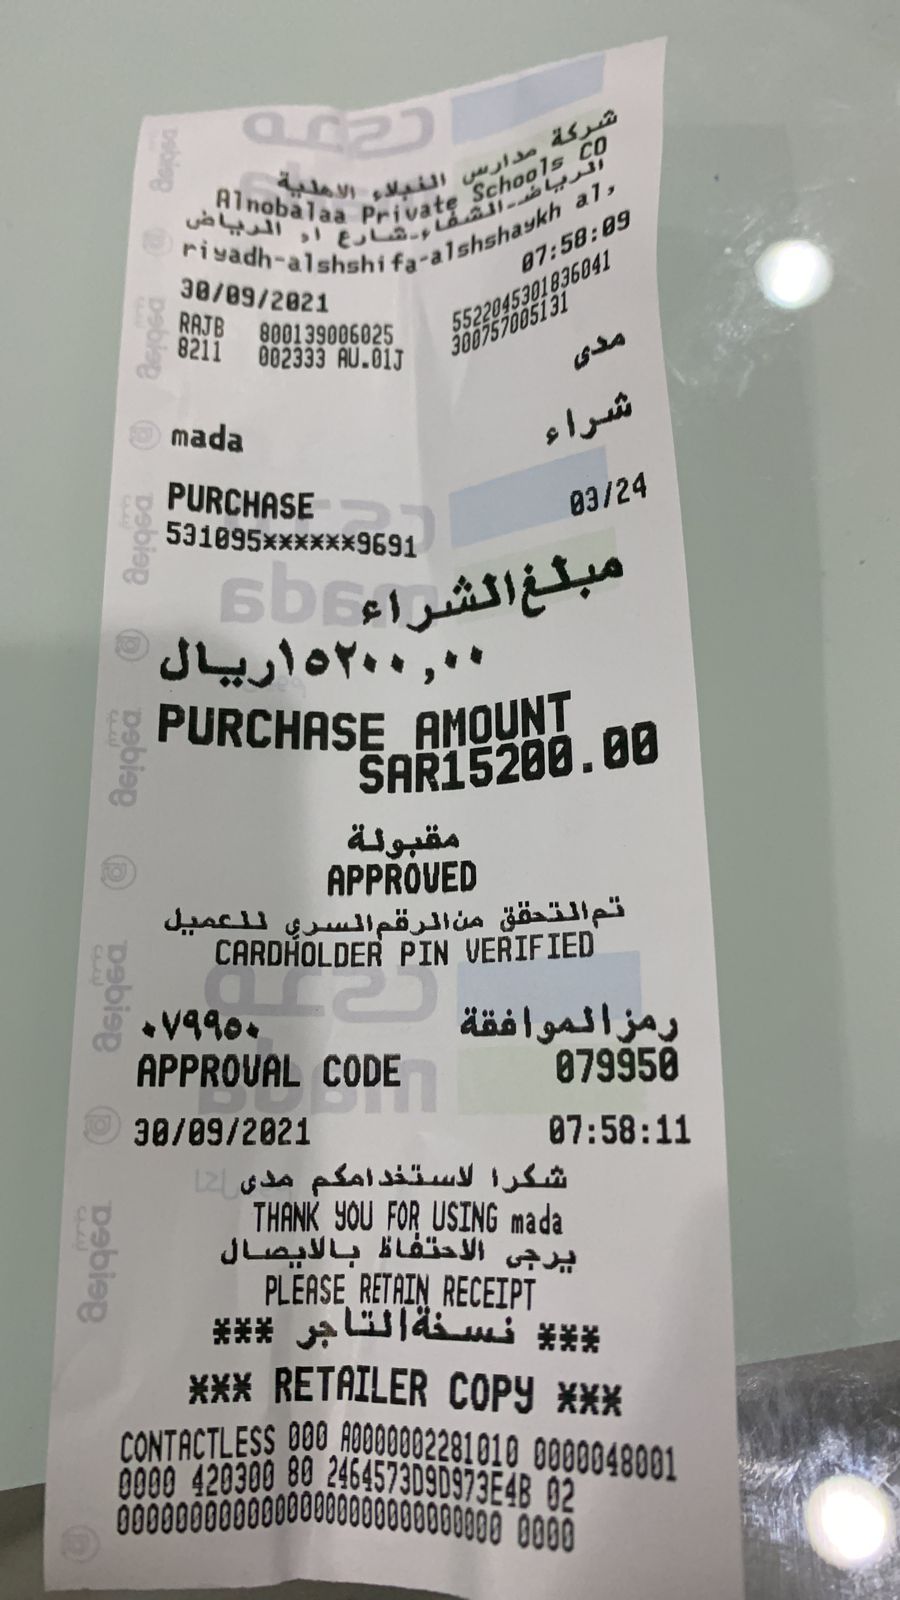 شركة مدارس النبلاء الاهلية
Alnobalaa Private Schools CO
الرياض-الشفاء-شارع ا, الرياض
riyadh-alshshifa-alshshaykh al,
30/09/2021 07:58:09
RAJB 800139006025 5522045301836041
8211 002333 AU.01J 300757005131
مدى
mada
شراء
PURCHASE
03/24
531095******9691
مبلغ الشراء
١٥٢٠٠,٠٠ ريال
PURCHASE AMOUNT
SAR15200.00
مقبولة
APPROVED
تم التحقق من الرقم السري للعميل
CARDHOLDER PIN VERIFIED
رمز الموافقة ٠٧٩٩٥٠
APPROVAL CODE 079950
30/09/2021 07:58:11
شكرا لاستخدامكم مدى
THANK YOU FOR USING mada
يرجى الاحتفاظ بالايصال
PLEASE RETAIN RECEIPT
*** نسخة التاجر ***
*** RETAILER COPY ***
CONTACTLESS 000 A0000002281010 0000048001
0000 420300 80 2464573D9D973E4B 02